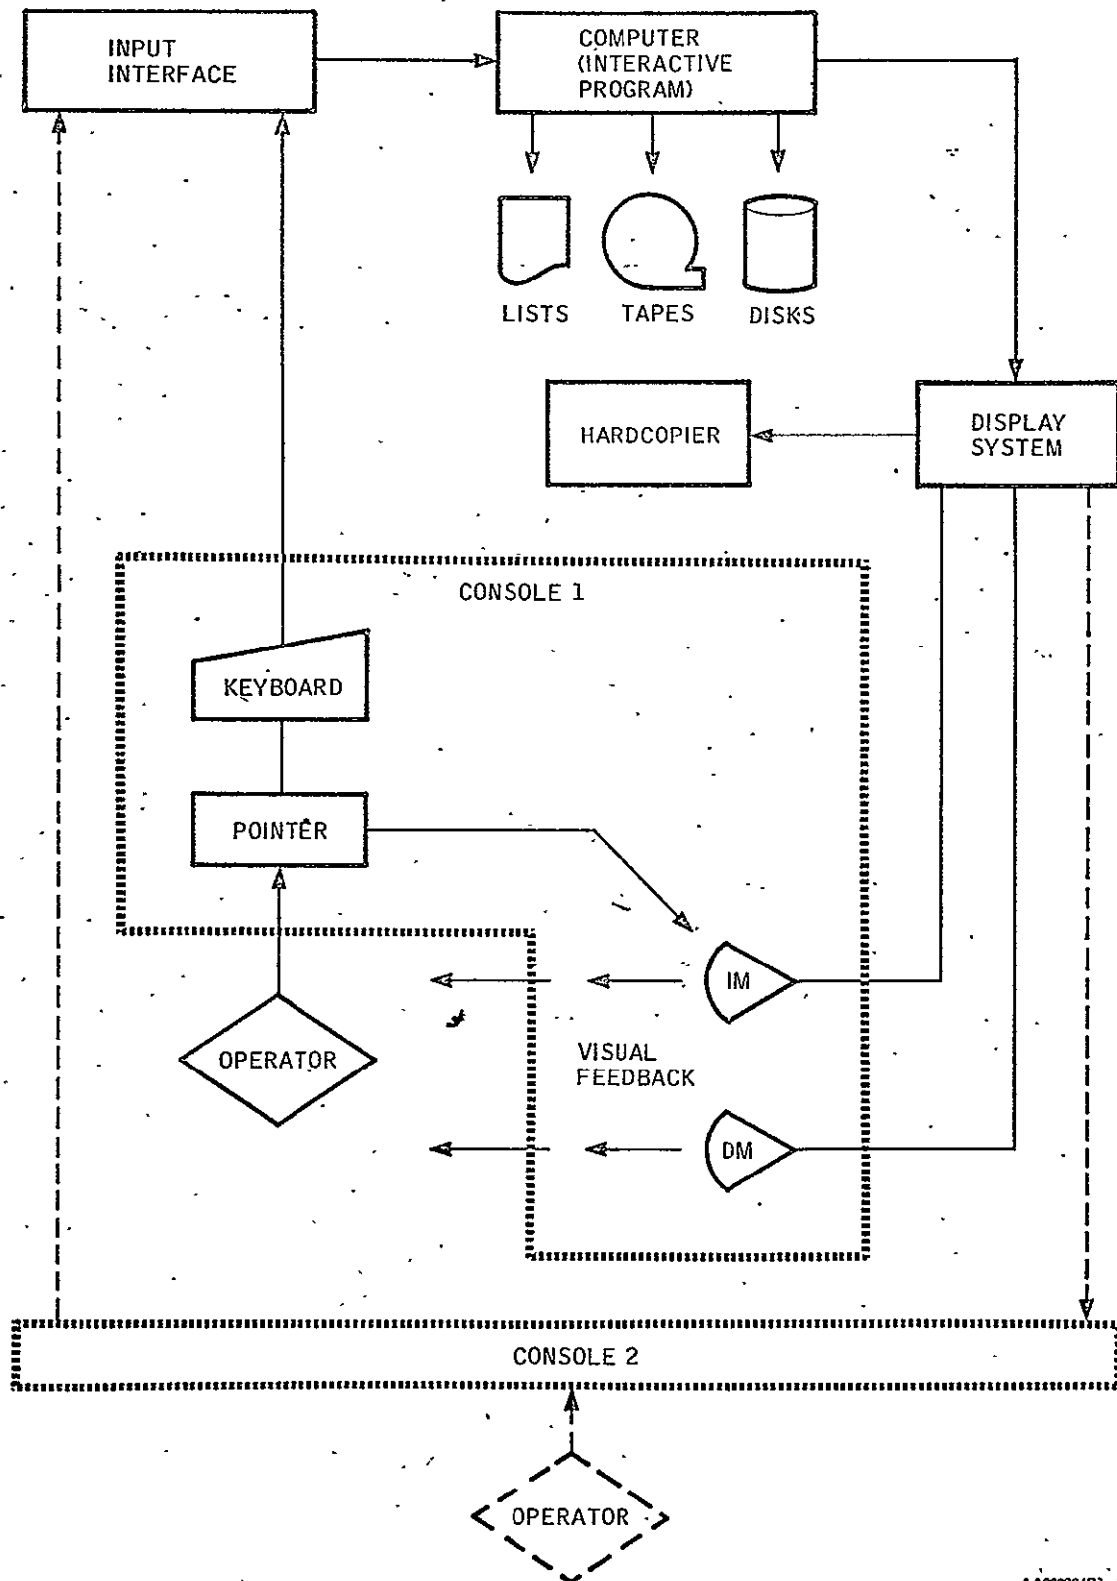 INPUT
INTERFACE
COMPUTER
(INTERACTIVE
PROGRAM)
LISTS
TAPES
DISKS
HARDCOPIER
DISPLAY
SYSTEM
CONSOLE 1
KEYBOARD
POINTER
IM
OPERATOR
VISUAL
FEEDBACK
DM
CONSOLE 2
OPERATOR